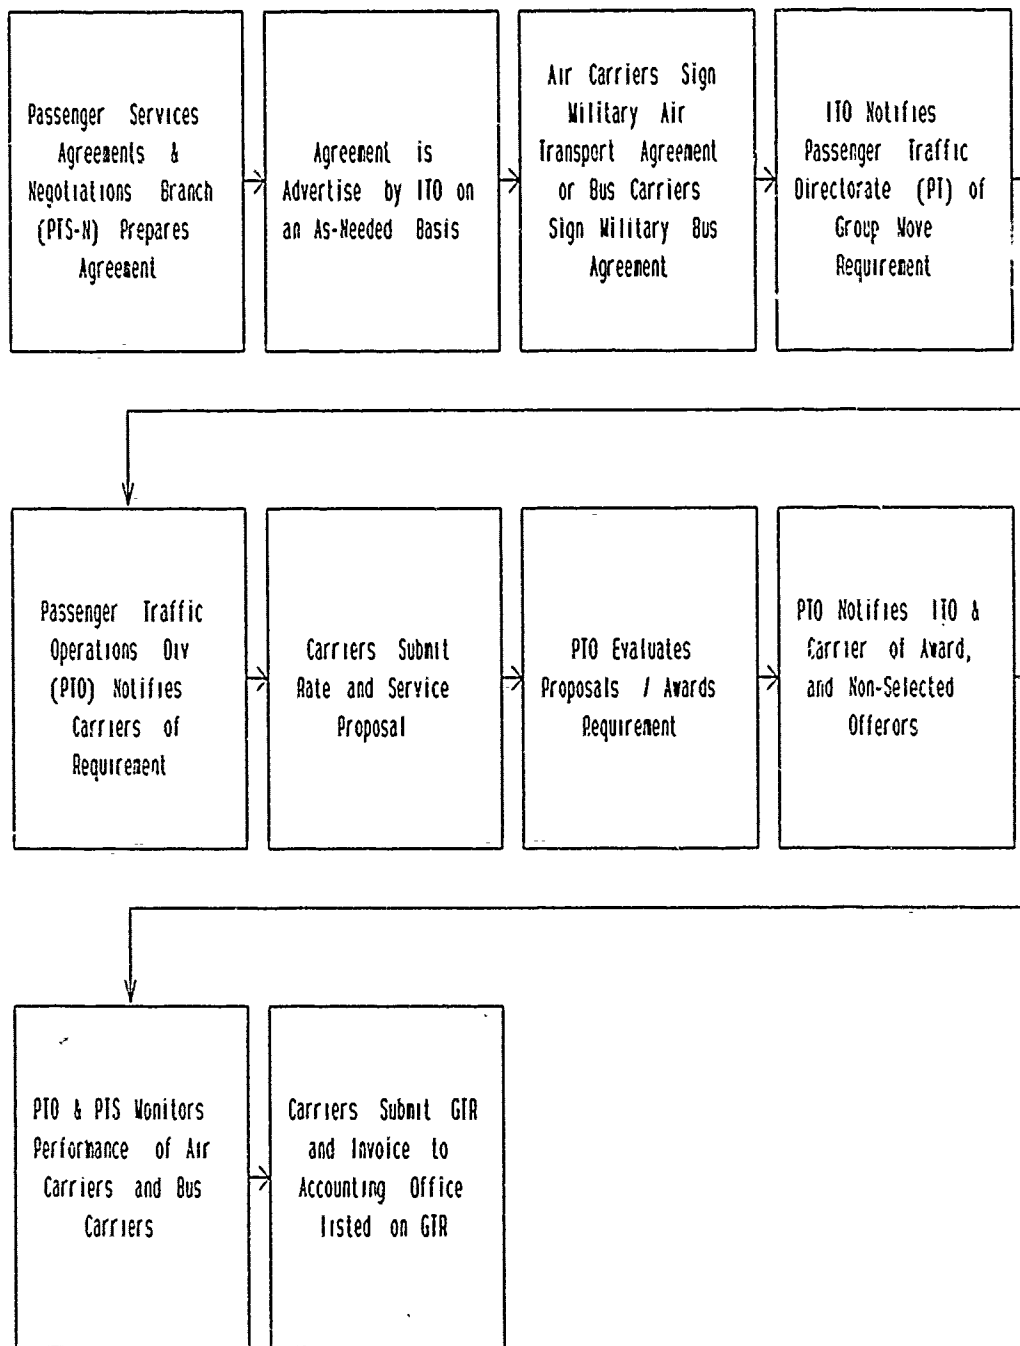 Passenger Services
Agreements &
Negotiations Branch
(PTS-N) Prepares
Agreement
Agreement is
Advertise by ITO on
an As-Needed Basis
Air Carriers Sign
Military Air
Transport Agreement
or Bus Carriers
Sign Military Bus
Agreement
ITO Notifies
Passenger Traffic
Directorate (PT) of
Group Move
Requirement
Passenger Traffic
Operations Div
(PTO) Notifies
Carriers of
Requirement
Carriers Submit
Rate and Service
Proposal
PTO Evaluates
Proposals / Awards
Requirement
PTO Notifies ITO &
Carrier of Award,
and Non-Selected
Offerors
PTO & PTS Monitors
Performance of Air
Carriers and Bus
Carriers
Carriers Submit GTR
and Invoice to
Accounting Office
listed on GTR